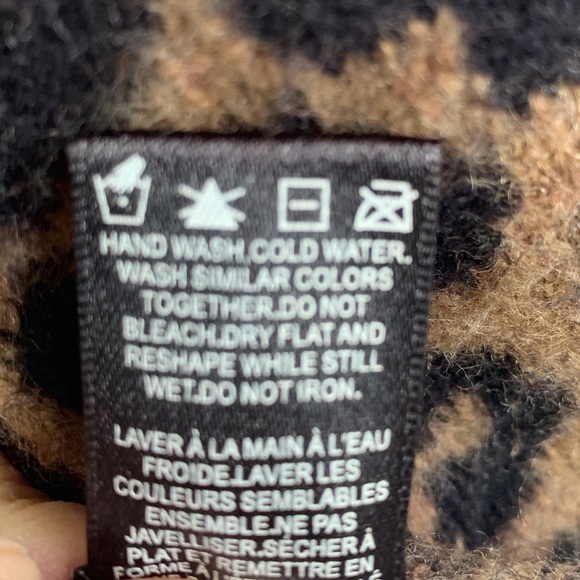 HAND WASH.COLD WATER.
WASH SIMILAR COLORS
TOGETHER.DO NOT
BLEACH.DRY FLAT AND
RESHAPE WHILE STILL
WET.DO NOT IRON.
LAVER À LA MAIN À L'EAU
FROIDE.LAVER LES
COULEURS SEMBLABLES
ENSEMBLE.NE PAS
JAVELLISER.SÉCHER À
PLAT ET REMETTRE EN
FORME À